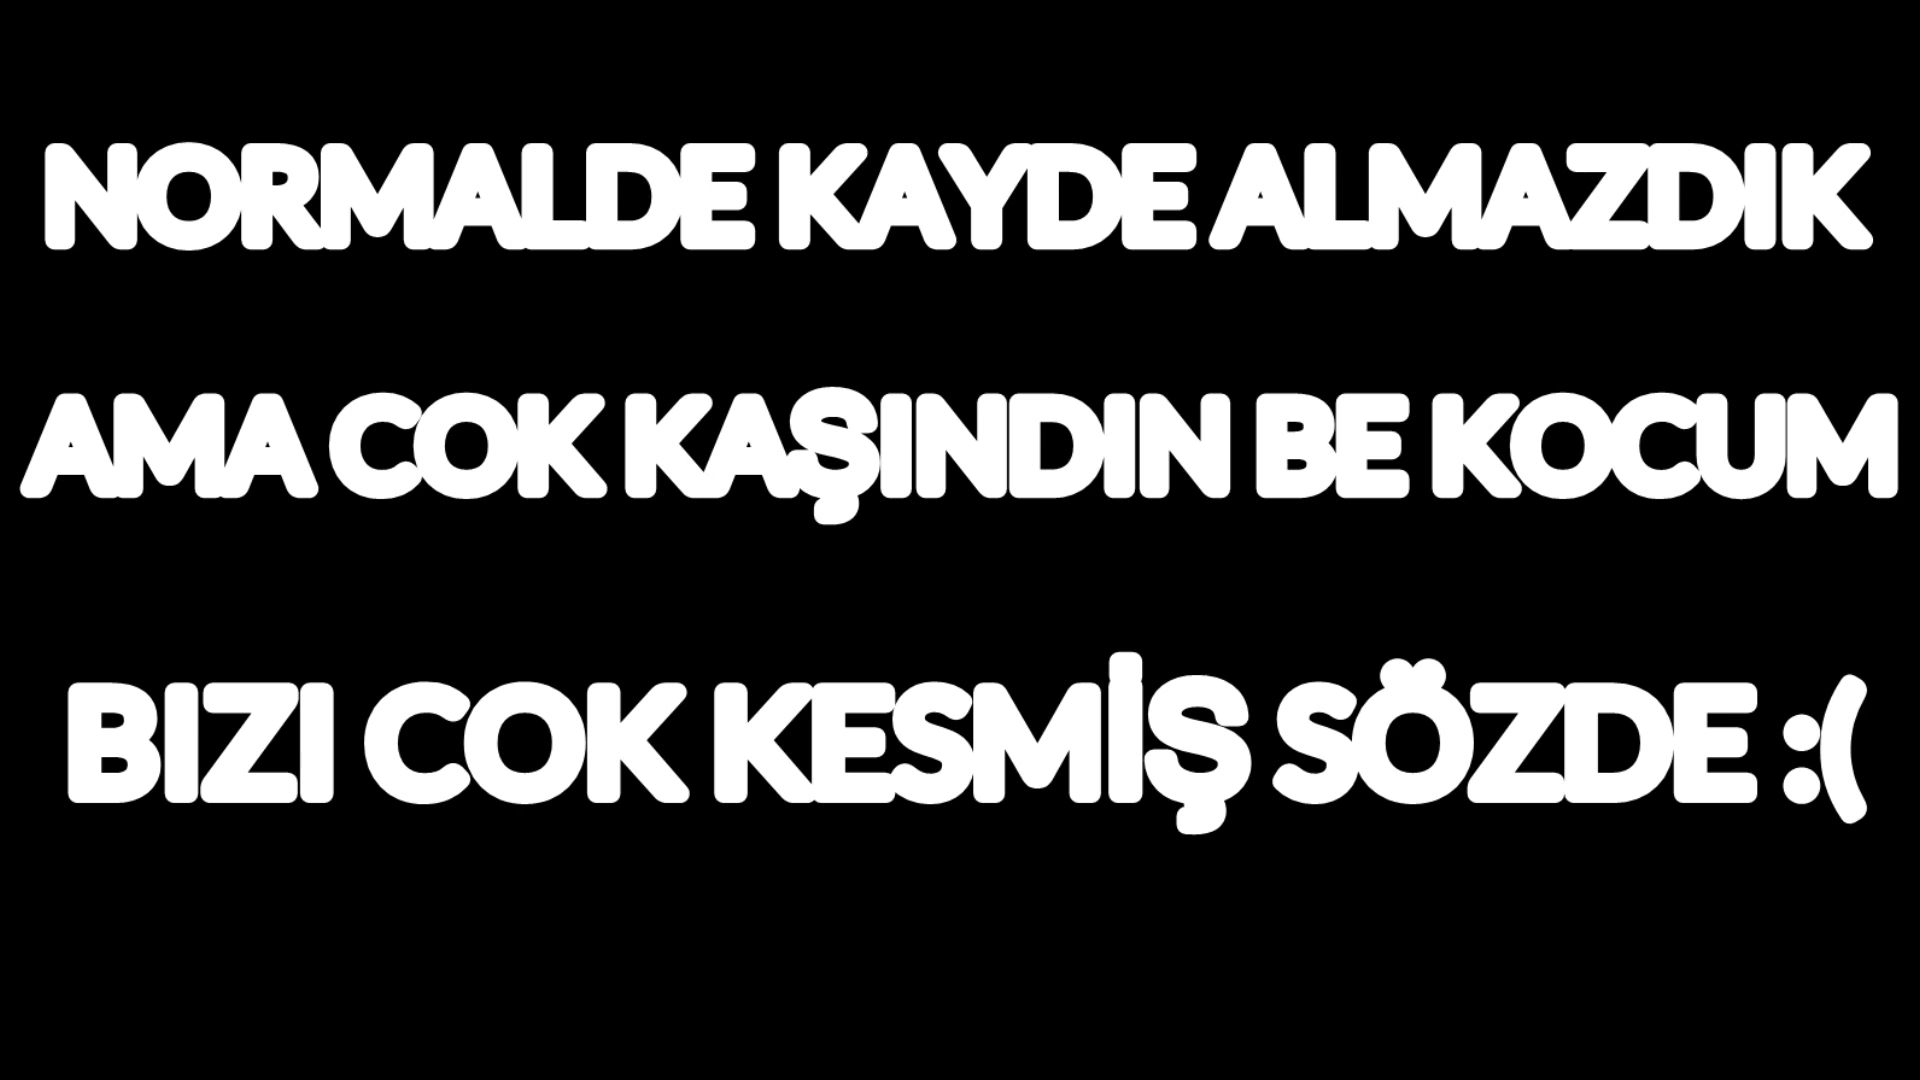 NORMALDE KAYDE ALMAZDIK
AMA COK KAŞINDIN BE KOCUM
BIZI COK KESMİŞ SÖZDE :(